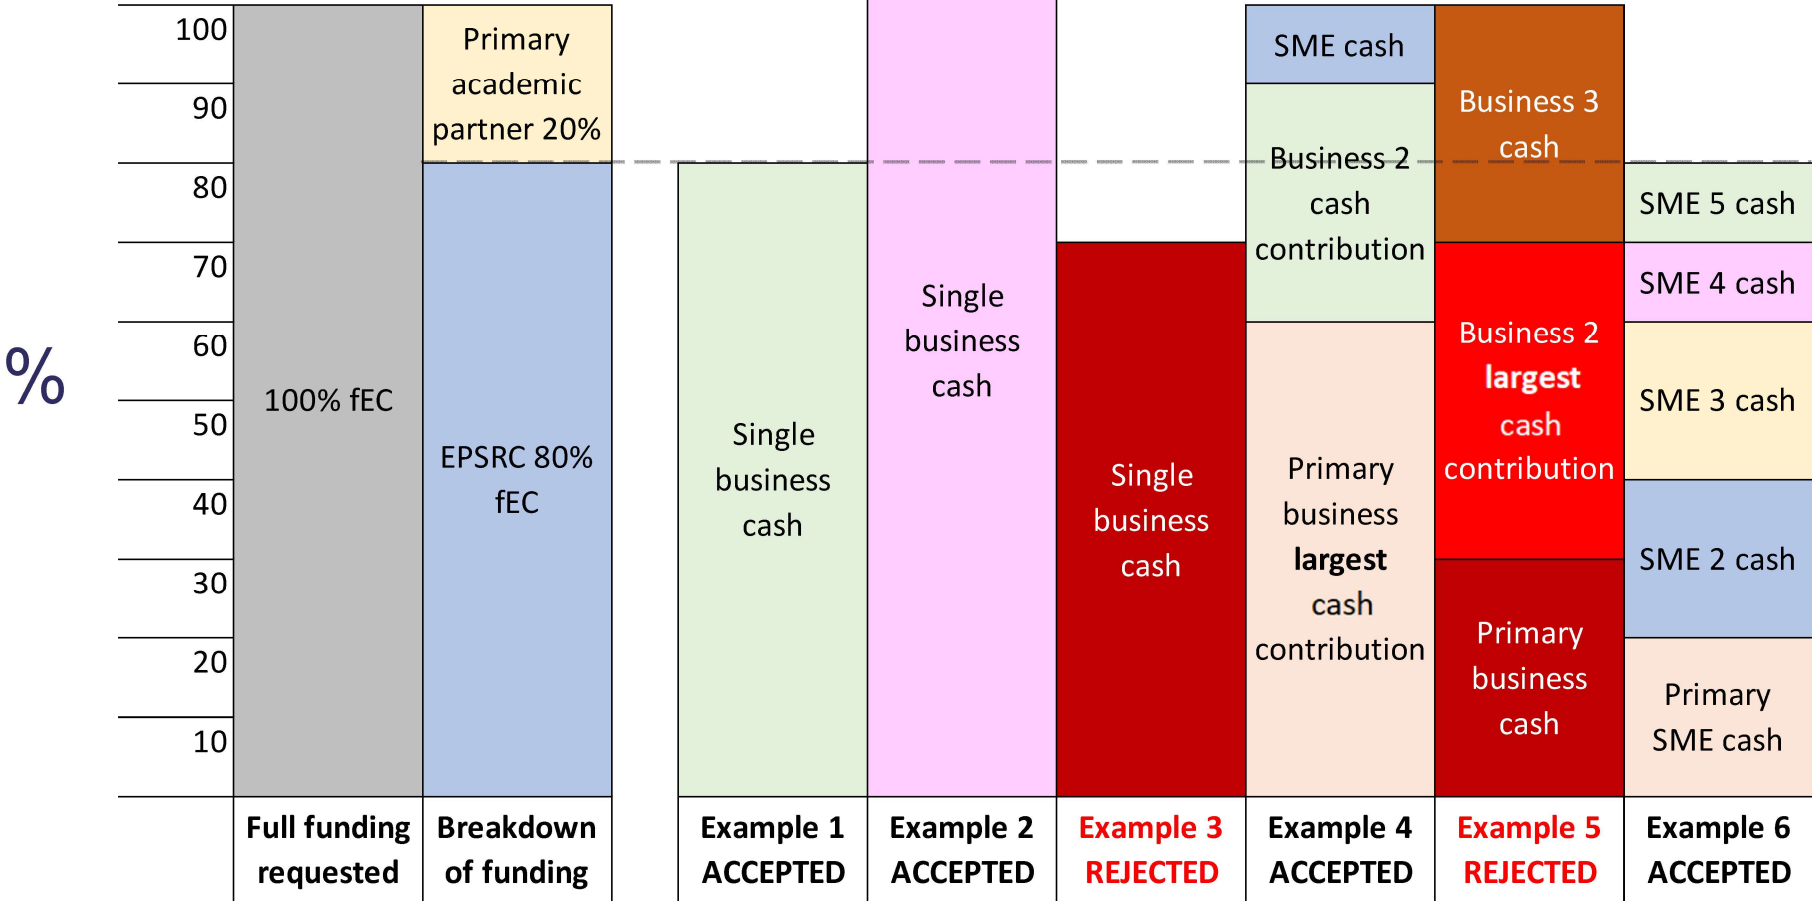 %
100
90
80
70
60
50
40
30
20
10
100% fEC
Full funding
requested
Primary
academic
partner 20%
EPSRC 80%
fEC
Breakdown
of funding
Single
business
cash
Example 1
ACCEPTED
Single
business
cash
Example 2
ACCEPTED
Single
business
cash
Example 3
REJECTED
SME cash
Business 2
cash
contribution
Primary
business
largest
cash
contribution
Example 4
ACCEPTED
Business 3
cash
Business 2
largest
cash
contribution
Primary
business
cash
Example 5
REJECTED
SME 5 cash
SME 4 cash
SME 3 cash
SME 2 cash
Primary
SME cash
Example 6
ACCEPTED